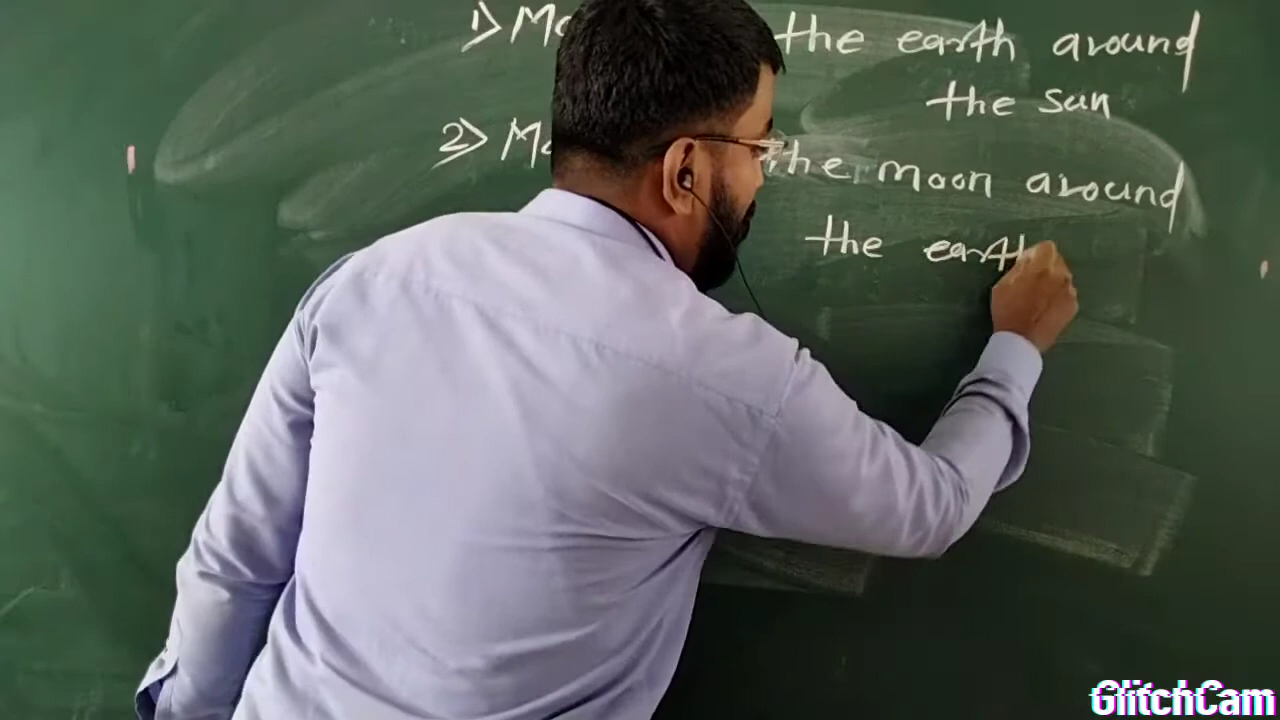 1) Mo the earth around
the sun
2) Mo the moon around
the earth
GlitchCam